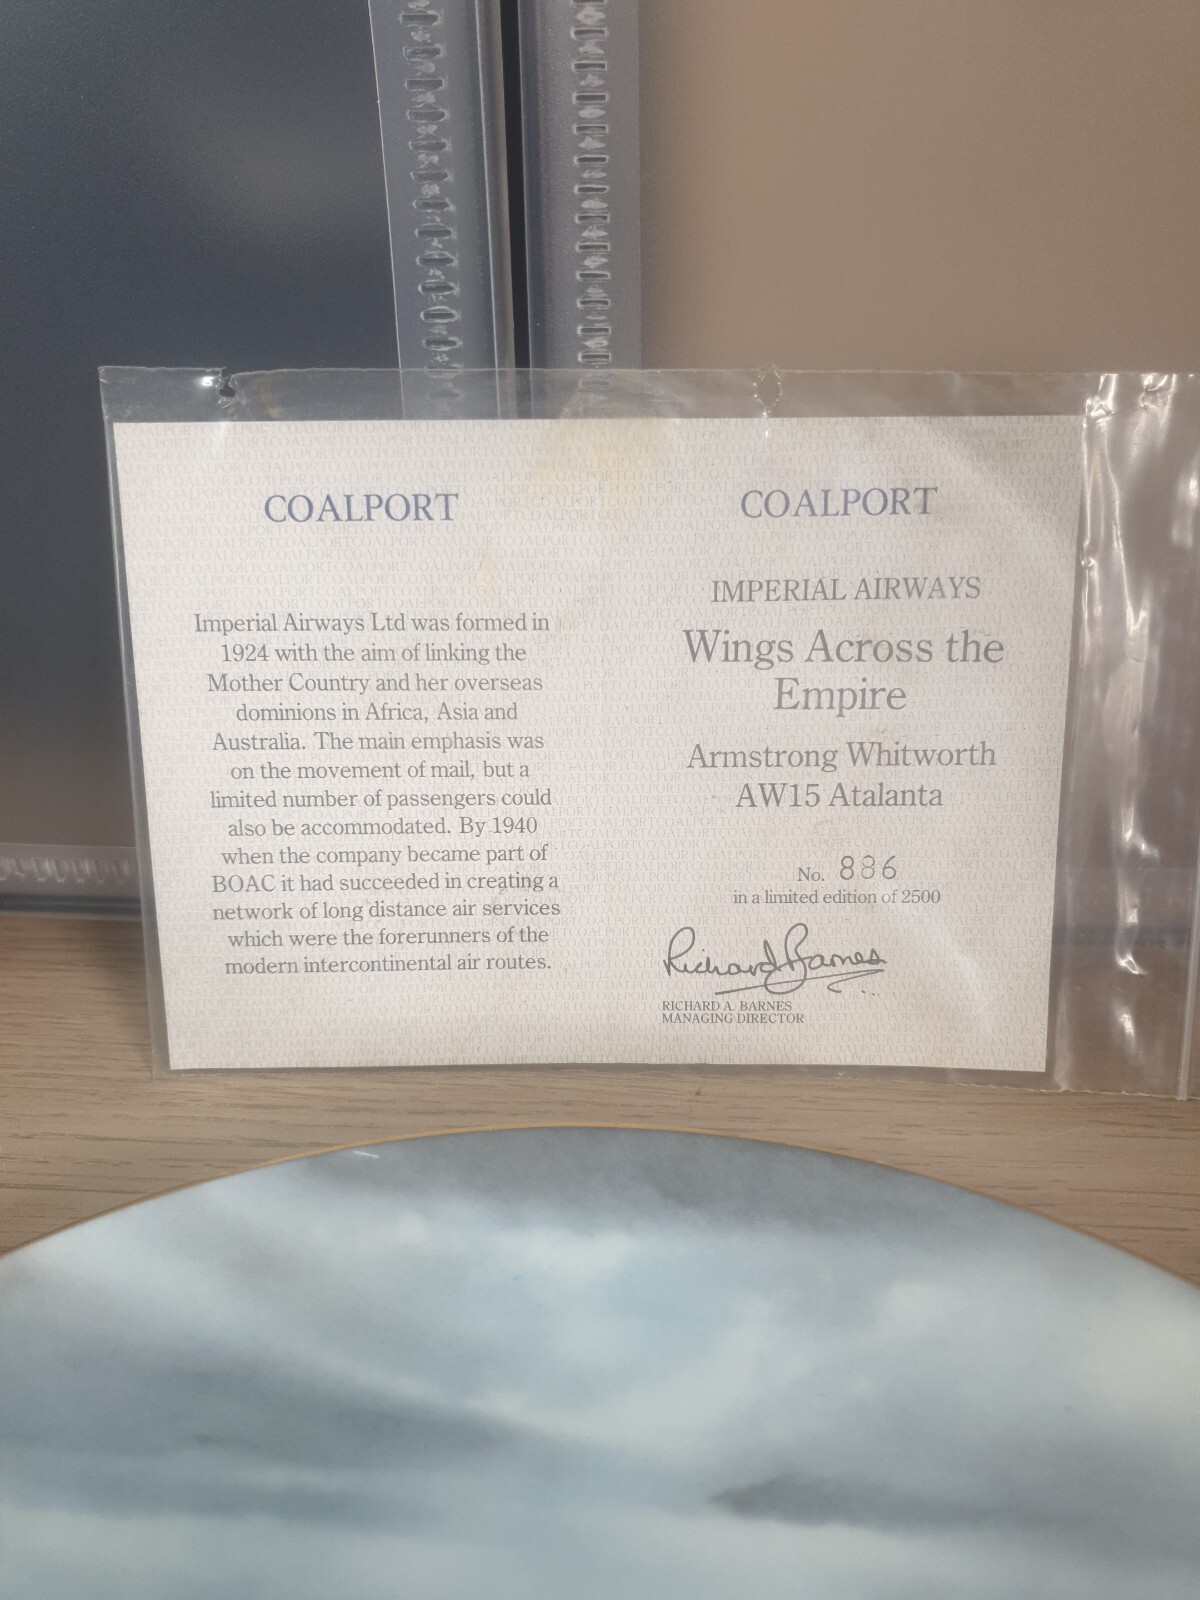 COALPORT
Imperial Airways Ltd was formed in
1924 with the aim of linking the
Mother Country and her overseas
dominions in Africa, Asia and
Australia. The main emphasis was
on the movement of mail, but a
limited number of passengers could
also be accommodated. By 1940
when the company became part of
BOAC it had succeeded in creating a
network of long distance air services
which were the forerunners of the
modern intercontinental air routes.
COALPORT
IMPERIAL AIRWAYS
Wings Across the
Empire
Armstrong Whitworth
AW15 Atalanta
No. 886
in a limited edition of 2500
Richard Barnes
RICHARD A. BARNES
MANAGING DIRECTOR